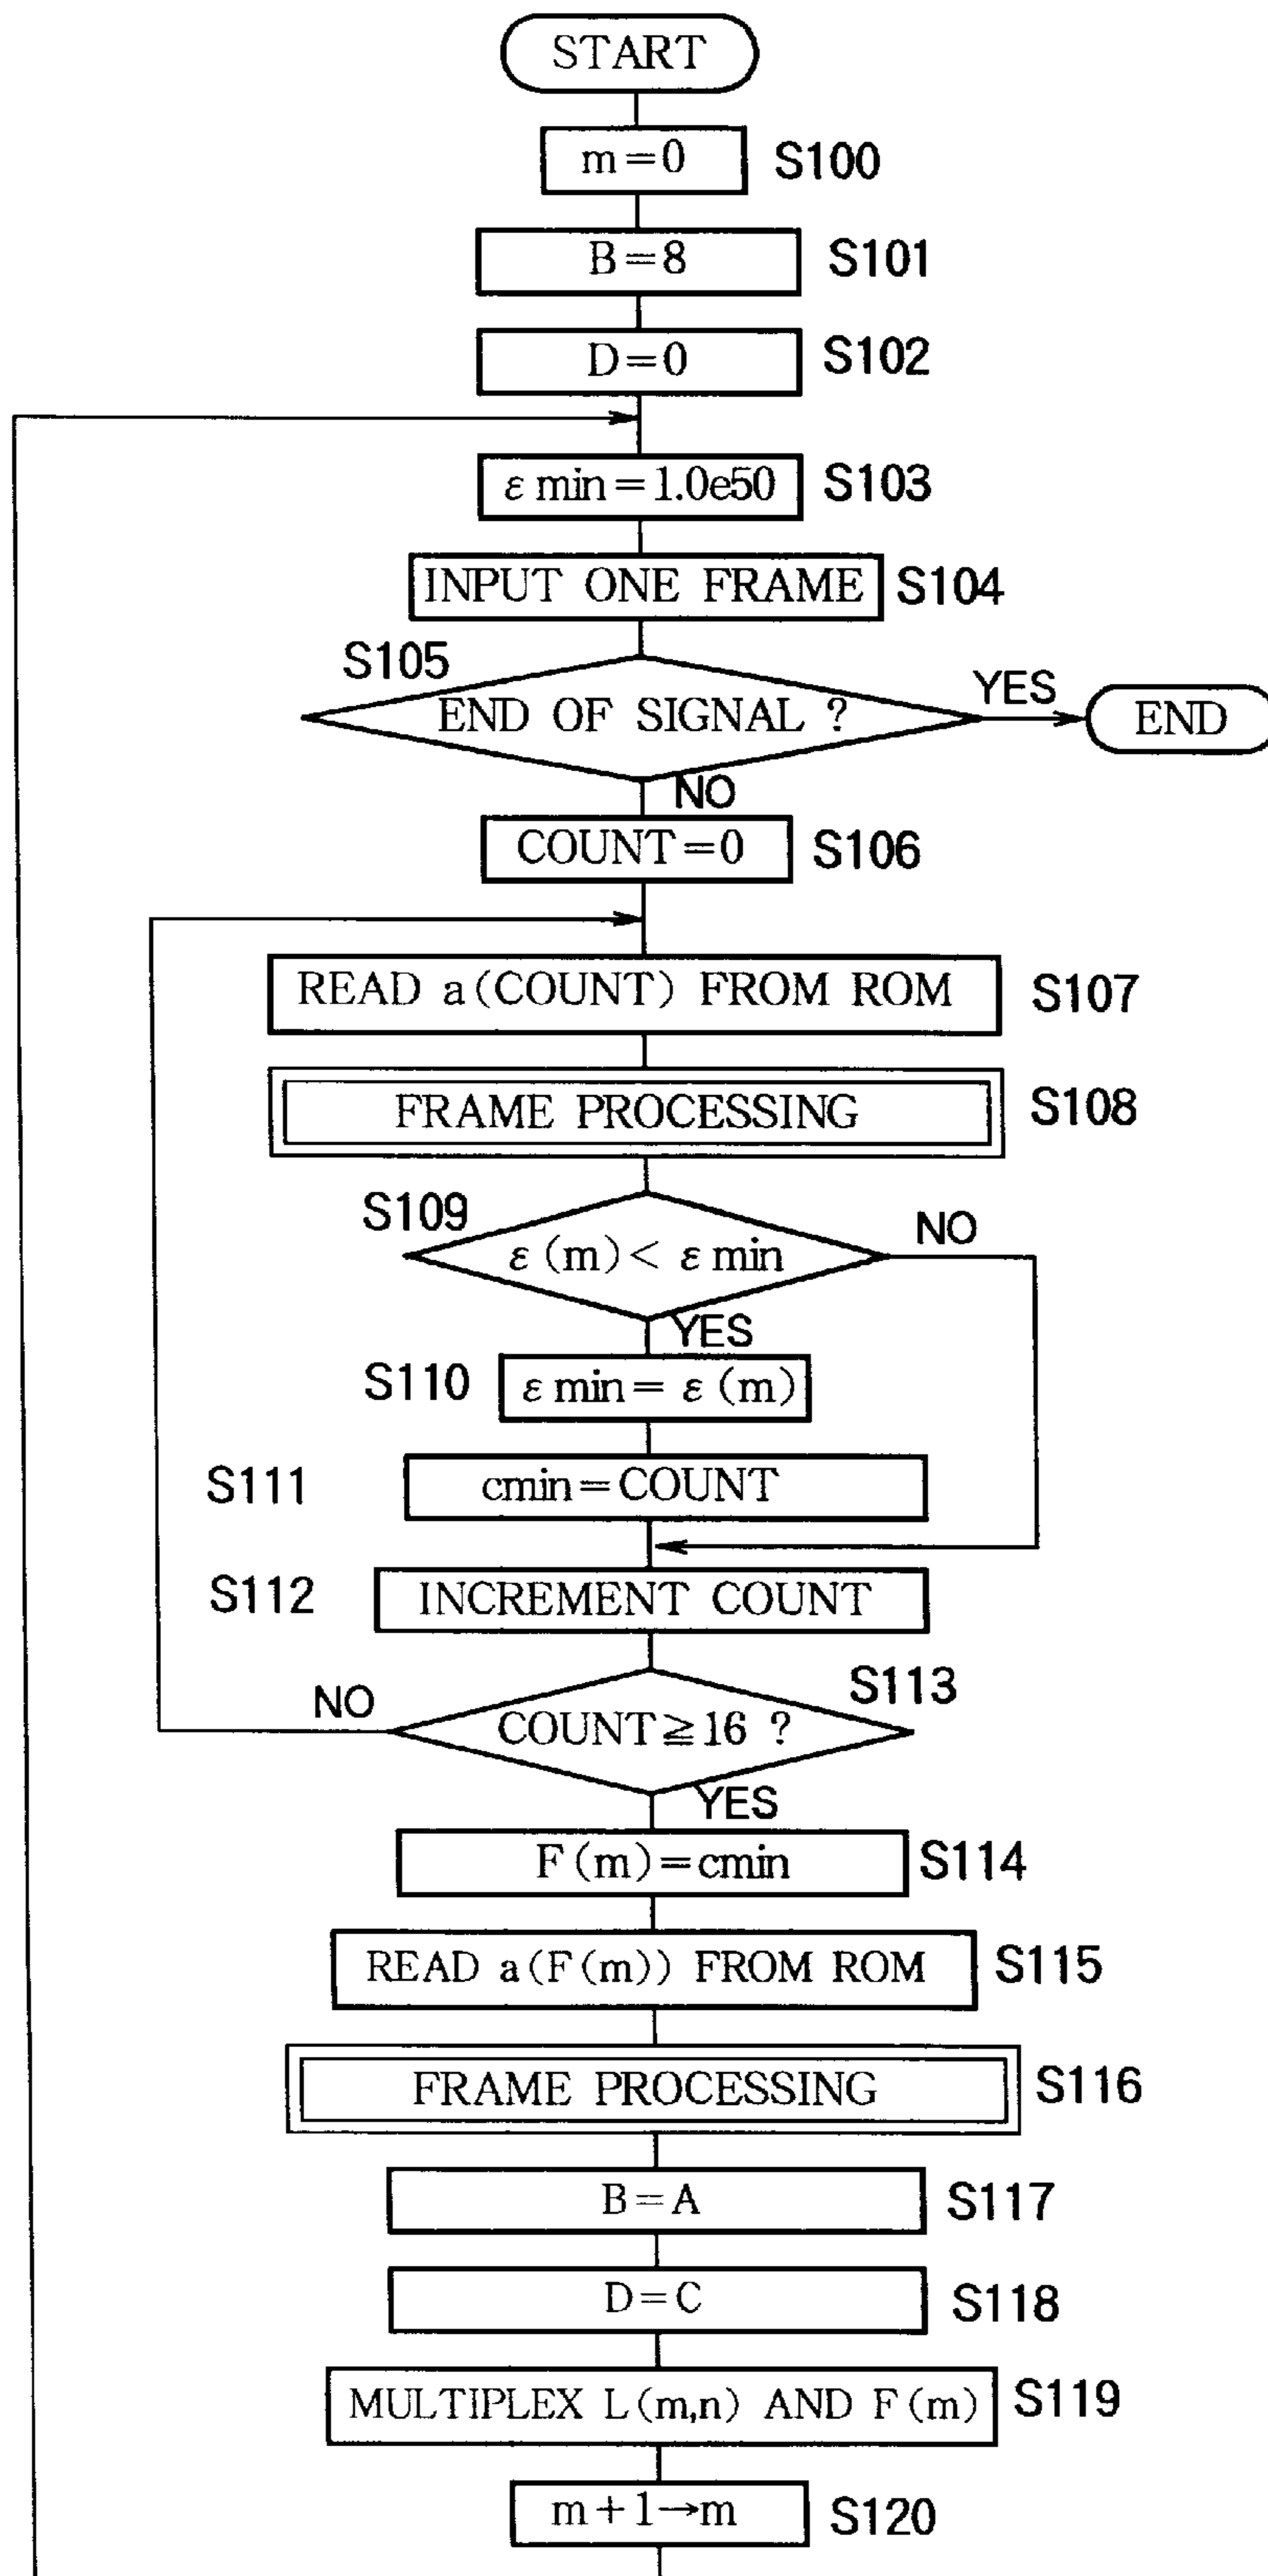 START
m=0 S100
B=8 S101
D=0 S102
ε min=1.0e50 S103
INPUT ONE FRAME S104
S105
END OF SIGNAL ? YES END
NO
COUNT=0 S106
READ a(COUNT) FROM ROM S107
FRAME PROCESSING S108
S109 NO
ε(m)< ε min
YES
S110 ε min= ε(m)
S111 cmin=COUNT
S112 INCREMENT COUNT
S113
NO COUNT≧16 ?
YES
F(m)=cmin S114
READ a(F(m)) FROM ROM S115
FRAME PROCESSING S116
B=A S117
D=C S118
MULTIPLEX L(m,n) AND F(m) S119
m+1→m S120